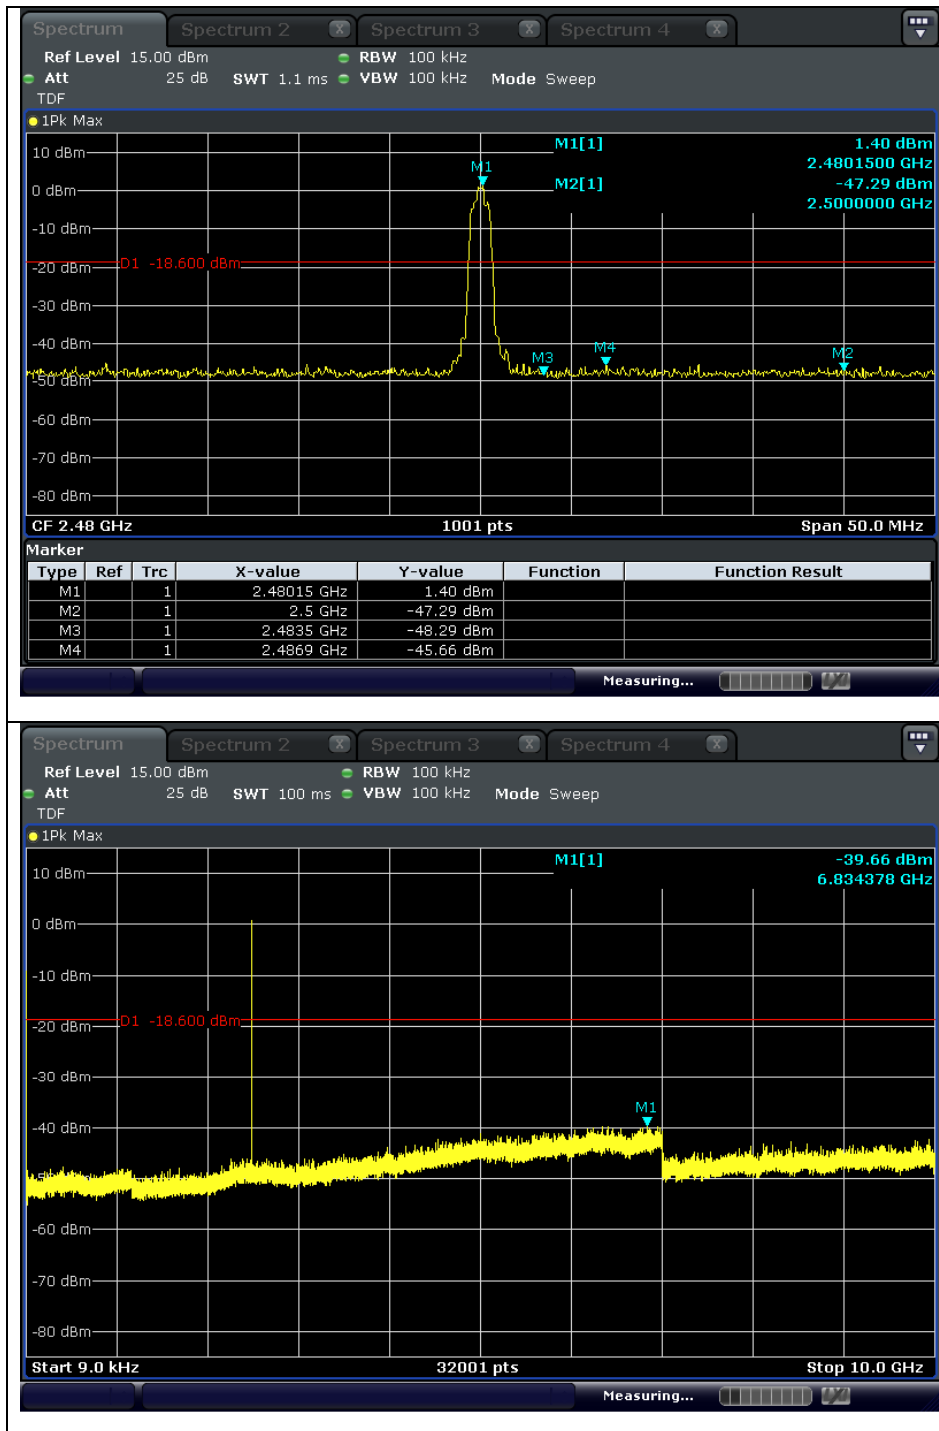 Spectrum Spectrum 2 X Spectrum 3 X Spectrum 4 X
Ref Level 15.00 dBm RBW 100 kHz
Att 25 dB SWT 1.1 ms VBW 100 kHz Mode Sweep
TDF
1Pk Max
M1[1] 1.40 dBm
2.4801500 GHz
M2[1] -47.29 dBm
2.5000000 GHz
10 dBm
M1
0 dBm
-10 dBm
D1 -18.600 dBm
-20 dBm
-30 dBm
-40 dBm
M3 M4 M2
-50 dBm
-60 dBm
-70 dBm
-80 dBm
CF 2.48 GHz 1001 pts Span 50.0 MHz
Marker
Type Ref Trc X-value Y-value Function Function Result
M1 1 2.48015 GHz 1.40 dBm
M2 1 2.5 GHz -47.29 dBm
M3 1 2.4835 GHz -48.29 dBm
M4 1 2.4869 GHz -45.66 dBm
Measuring...
Spectrum Spectrum 2 X Spectrum 3 X Spectrum 4 X
Ref Level 15.00 dBm RBW 100 kHz
Att 25 dB SWT 100 ms VBW 100 kHz Mode Sweep
TDF
1Pk Max
M1[1] -39.66 dBm
6.834378 GHz
10 dBm
0 dBm
-10 dBm
D1 -18.600 dBm
-20 dBm
-30 dBm
M1
-40 dBm
-50 dBm
-60 dBm
-70 dBm
-80 dBm
Start 9.0 kHz 32001 pts Stop 10.0 GHz
Measuring...